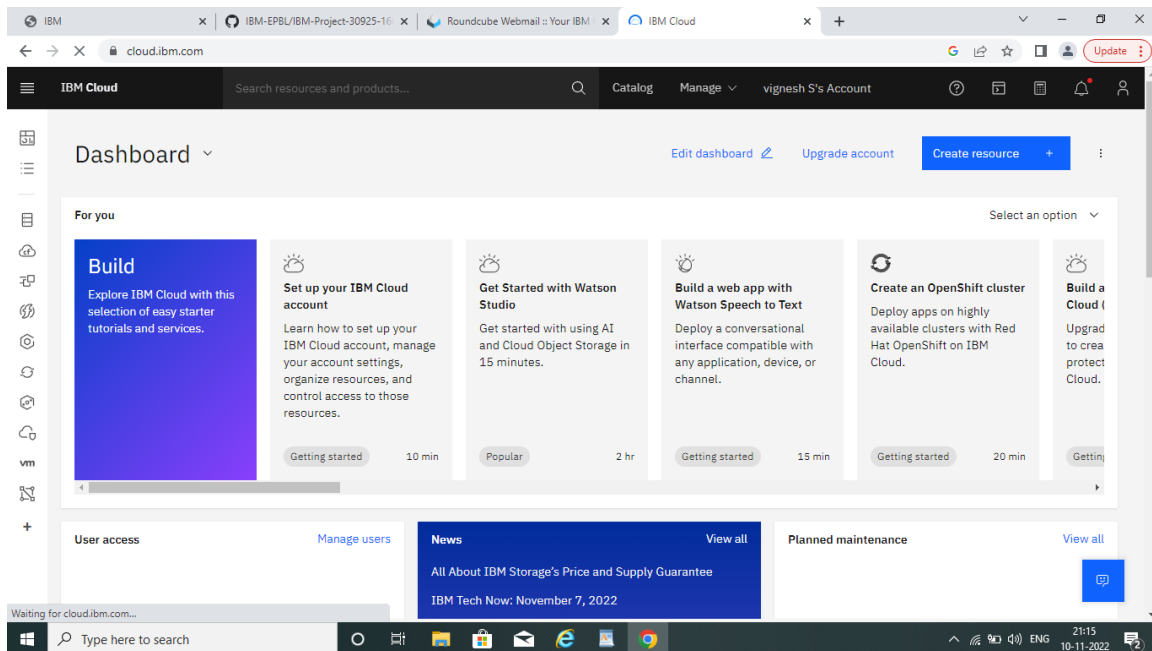 IBM
IBM-EPBL/IBM-Project-30925-16
Roundcube Webmail :: Your IBM
IBM Cloud
cloud.ibm.com
Update
IBM Cloud
Search resources and products...
Catalog
Manage
vignesh S's Account
Dashboard
Edit dashboard
Upgrade account
Create resource +
For you
Select an option
Build
Explore IBM Cloud with this
selection of easy starter
tutorials and services.
Set up your IBM Cloud
account
Learn how to set up your
IBM Cloud account, manage
your account settings,
organize resources, and
control access to those
resources.
Getting started
10 min
Get Started with Watson
Studio
Get started with using AI
and Cloud Object Storage in
15 minutes.
Popular
2 hr
Build a web app with
Watson Speech to Text
Deploy a conversational
interface compatible with
any application, device, or
channel.
Getting started
15 min
Create an OpenShift cluster
Deploy apps on highly
available clusters with Red
Hat OpenShift on IBM
Cloud.
Getting started
20 min
Build a
Cloud (
Upgrad
to crea
protect
Cloud.
Getting
vm
User access
Manage users
News
View all
All About IBM Storage's Price and Supply Guarantee
IBM Tech Now: November 7, 2022
Planned maintenance
View all
Waiting for cloud.ibm.com...
Type here to search
ENG
21:15
10-11-2022
2